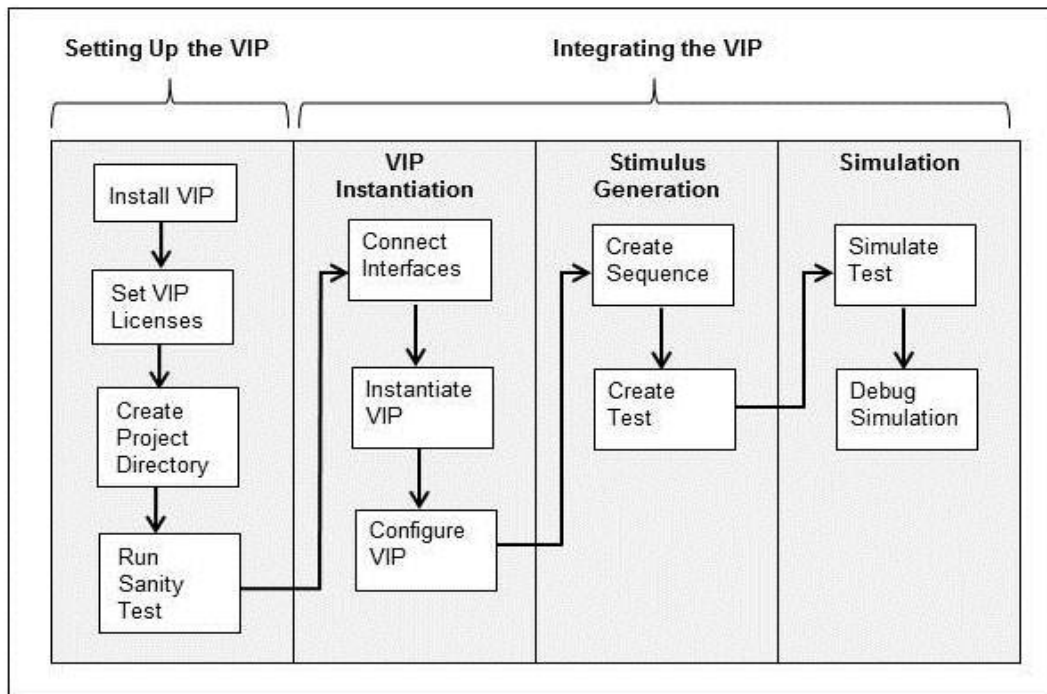 Setting Up the VIP
Integrating the VIP
Install VIP
Set VIP
Licenses
Create
Project
Directory
Run
Sanity
Test
VIP
Instantiation
Connect
Interfaces
Instantiate
VIP
Configure
VIP
Stimulus
Generation
Create
Sequence
Create
Test
Simulation
Simulate
Test
Debug
Simulation